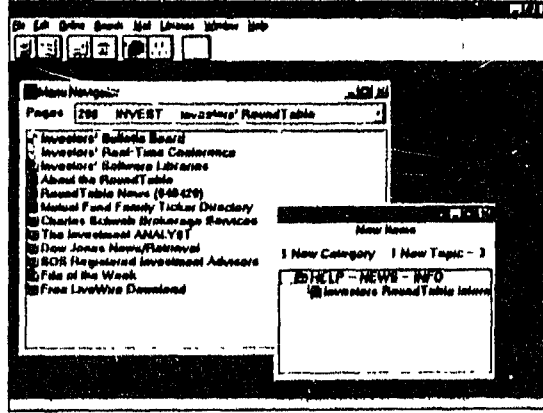 File Edit Online Search Mail Libraries Window Help
Menu Navigator
Pages 298 INVEST Investors' RoundTable
Investors' Bulletin Board
Investors' Real-Time Conference
Investors' Software Libraries
About the RoundTable
RoundTable News (940429)
Mutual Fund Family Ticker Directory
Charles Schwab Brokerage Services
The Investment ANALY$T
Dow Jones News/Retrieval
SOS Registered Investment Advisors
File of the Week
Free LiveWire Download
New Items
1 New Category 1 New Topic -
HELP - NEWS - INFO
Investors RoundTable